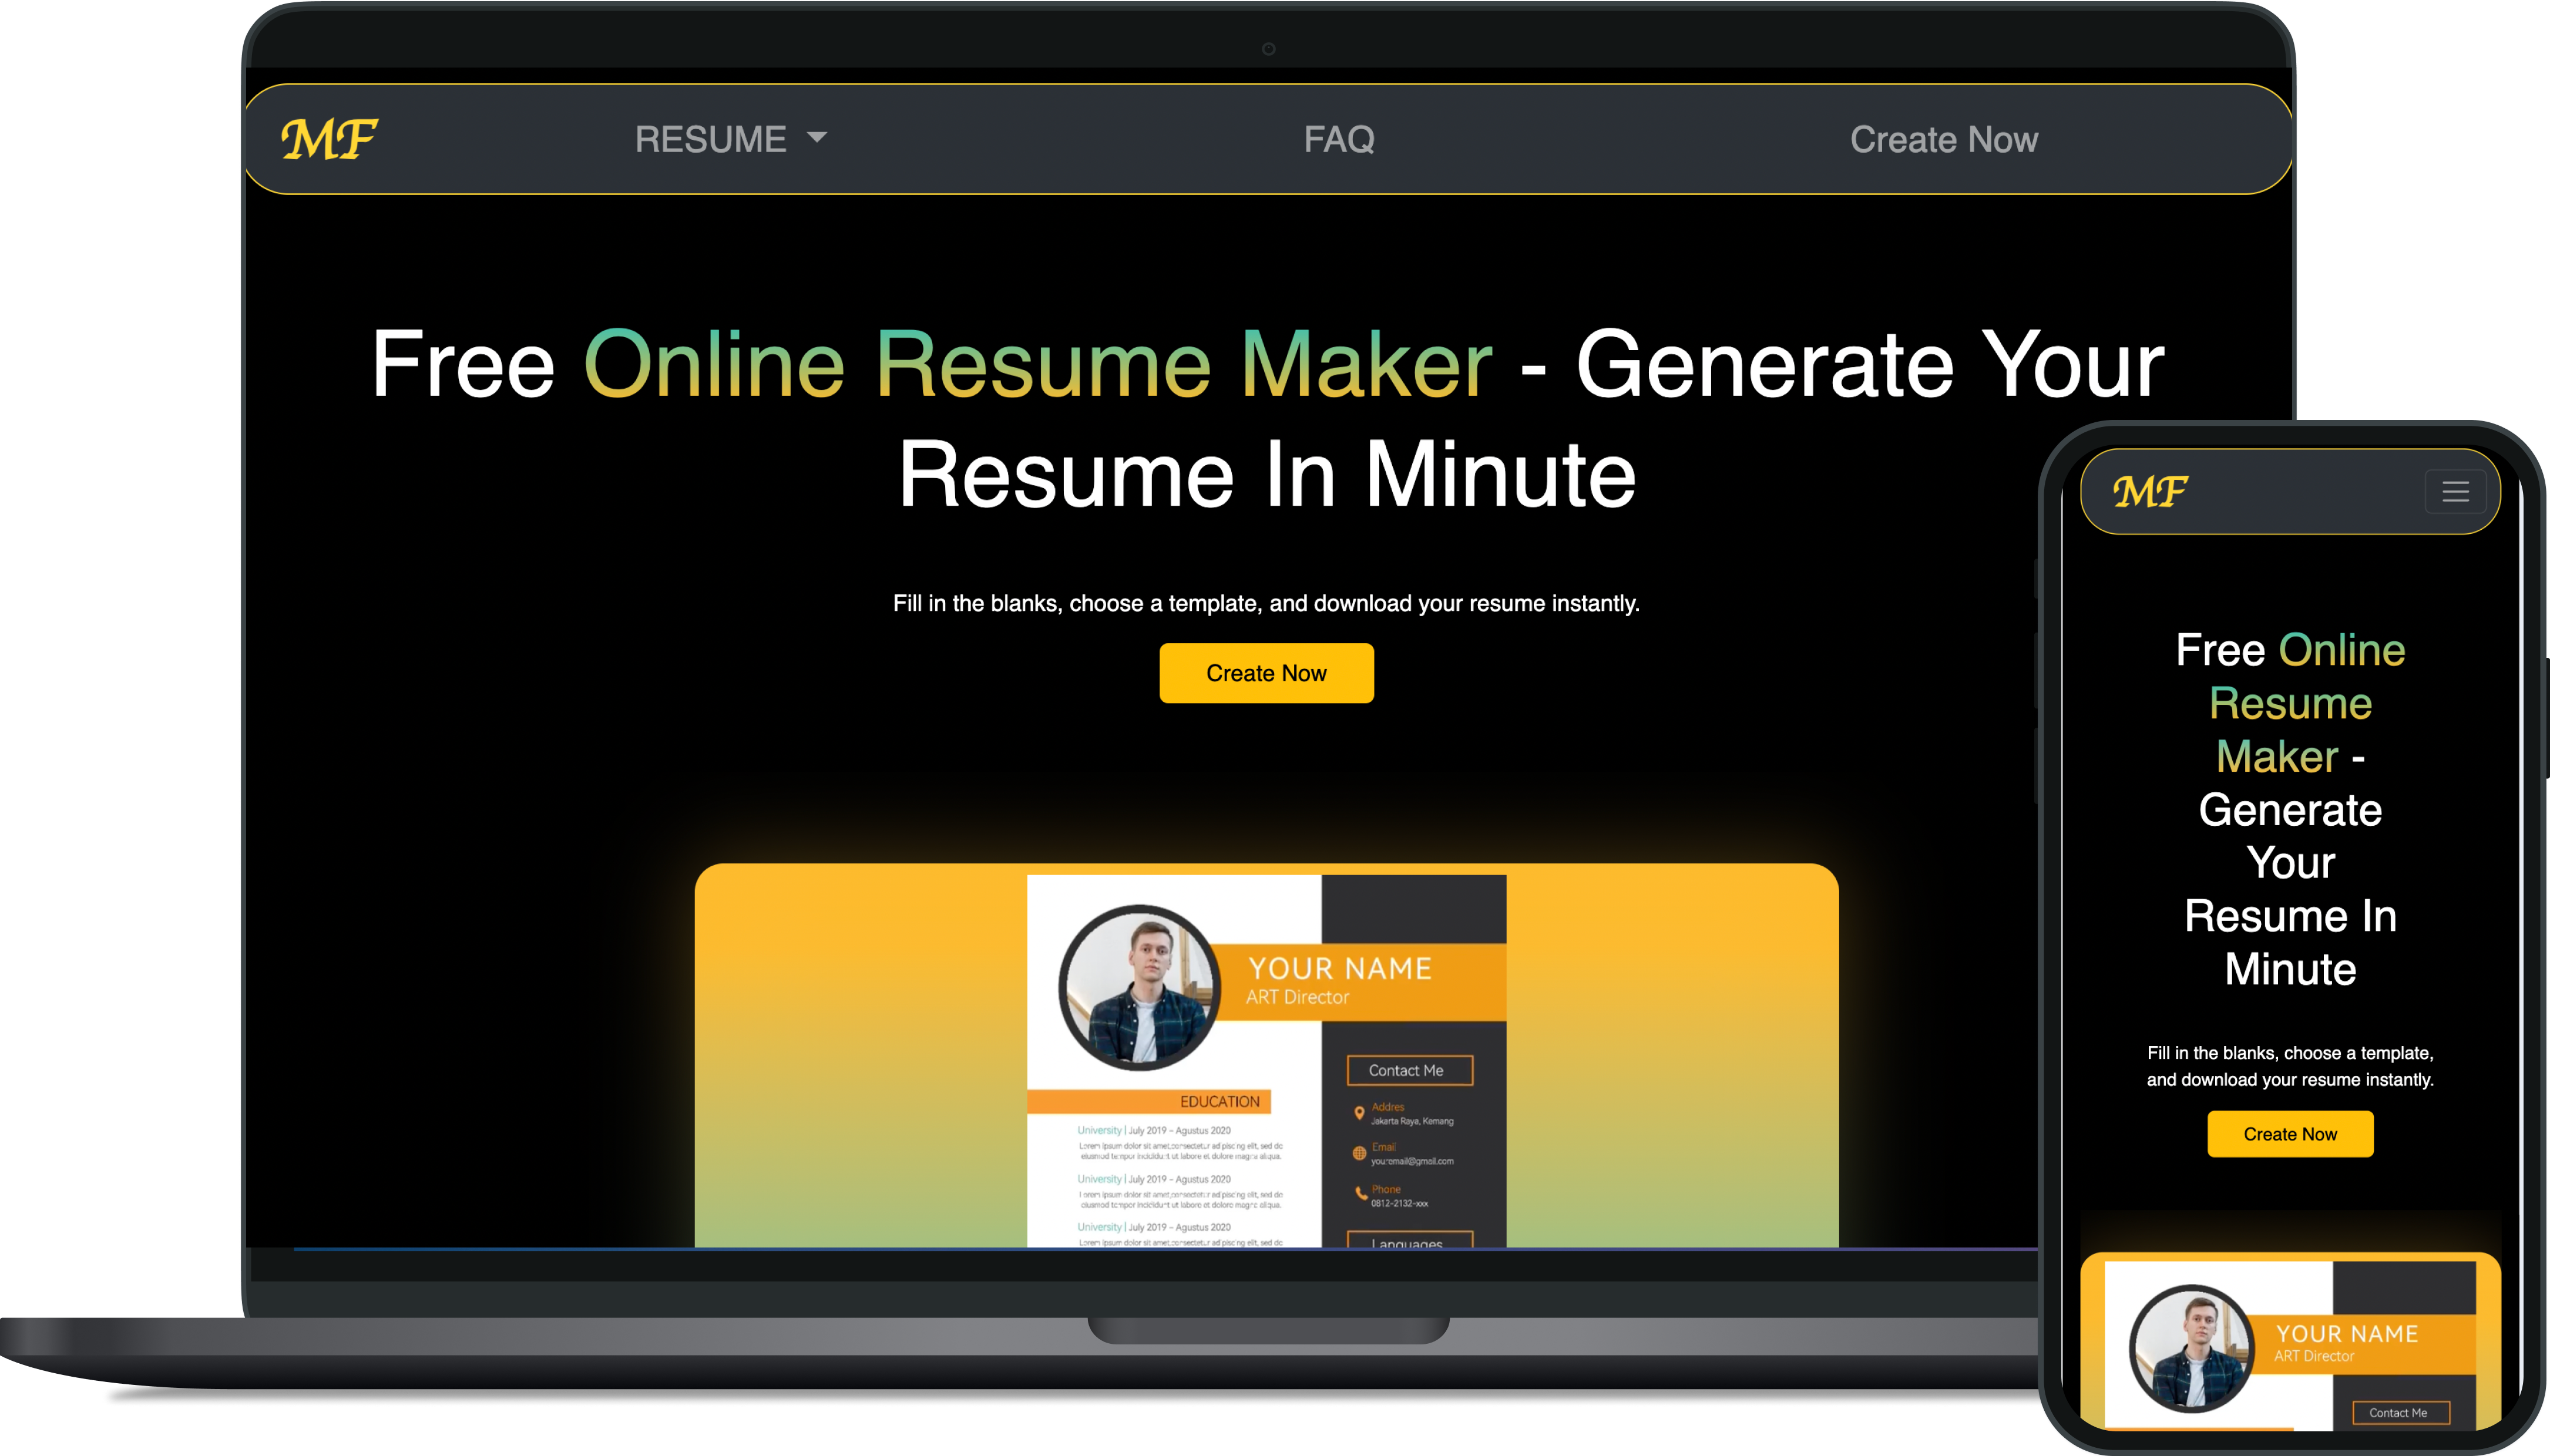 MF
RESUME
FAQ
Create Now
Free Online Resume Maker - Generate Your
Resume In Minute
Fill in the blanks, choose a template, and download your resume instantly.
Create Now
YOUR NAME
ART Director
EDUCATION
University | July 2019 - Agustus 2020
Lorem ipsum dolor sit amet,consectetur adipiscing elit, sed do
eiusmod tempor incididunt ut labore et dolore magna aliqua.
University | July 2019 - Agustus 2020
Lorem ipsum dolor sit amet,consectetur adipiscing elit, sed do
eiusmod tempor incididunt ut labore et dolore magna aliqua.
University | July 2019 - Agustus 2020
Lorem ipsum dolor sit amet,consectetur adipiscing elit, sed do
Contact Me
Addres
Jakarta Raya, Kemang
Email
youremail@gmail.com
Phone
0812-2132-xxx
Languages
MF
Free Online
Resume
Maker -
Generate
Your
Resume In
Minute
Fill in the blanks, choose a template,
and download your resume instantly.
Create Now
YOUR NAME
ART Director
Contact Me